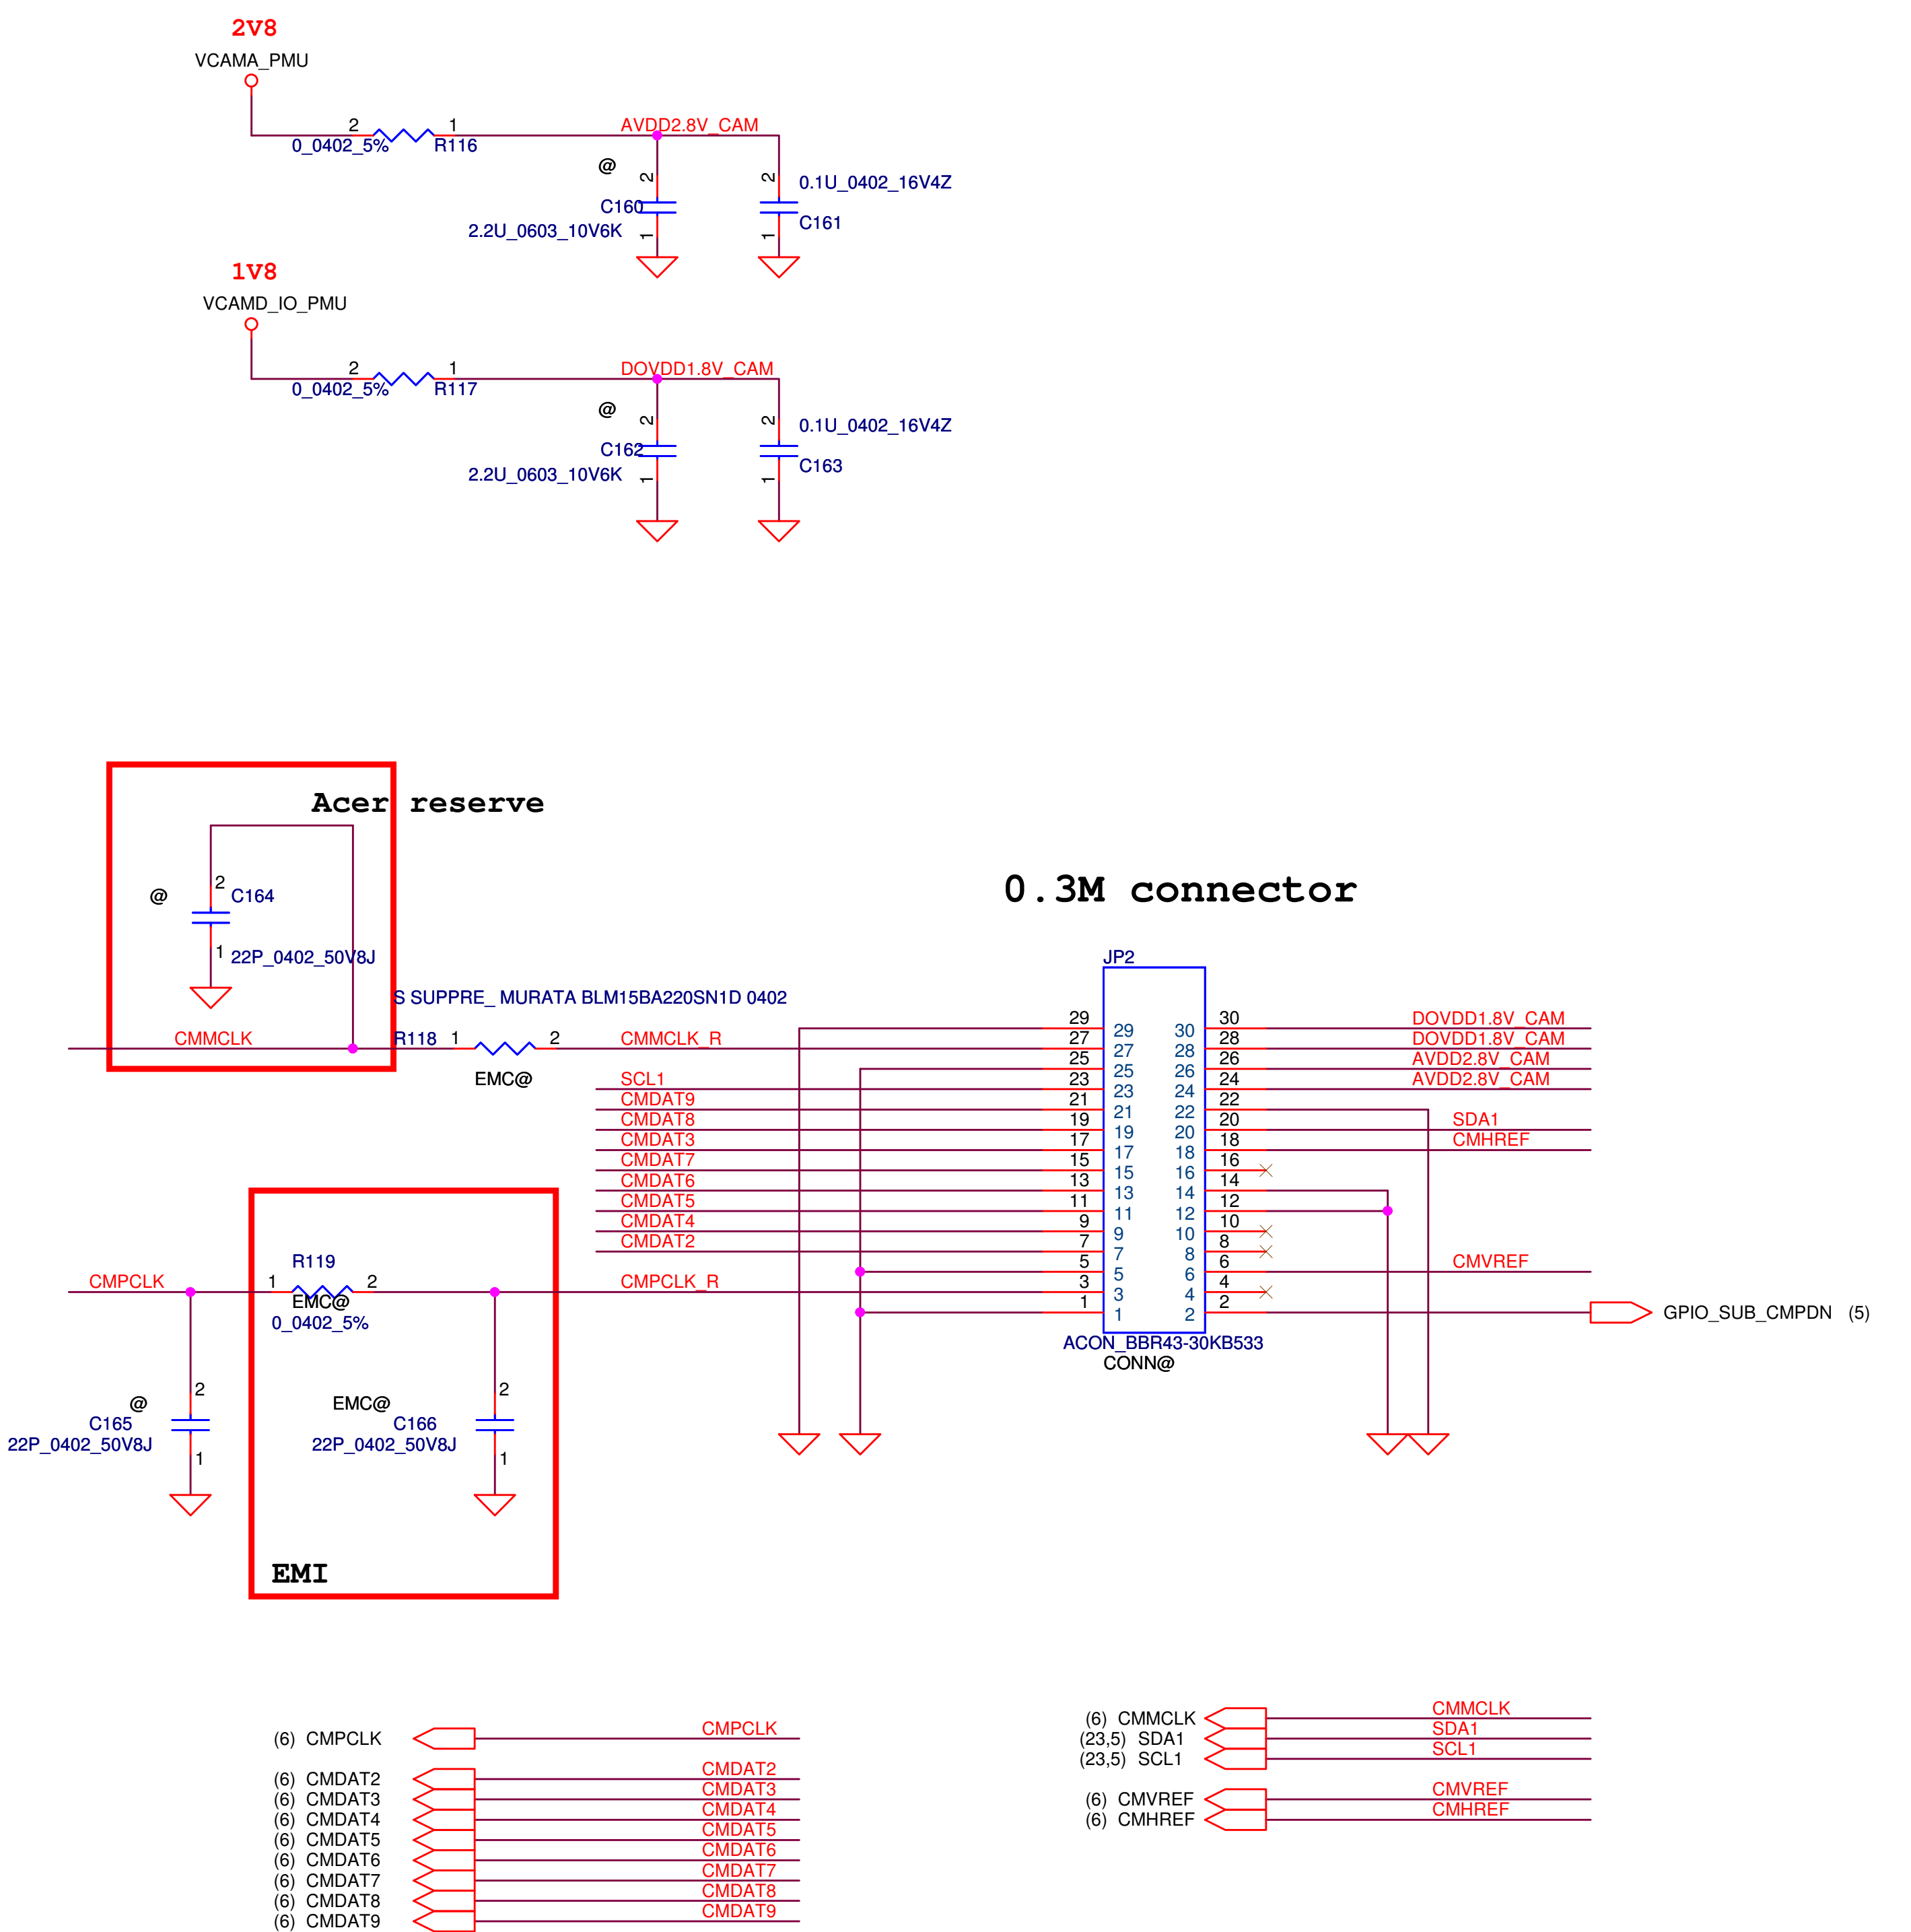 2V8
VCAMA_PMU
2 1 AVDD2.8V_CAM
0_0402_5% R116
@ 2 2 0.1U_0402_16V4Z
C160 C161
2.2U_0603_10V6K 1 1
1V8
VCAMD_IO_PMU
2 1 DOVDD1.8V_CAM
0_0402_5% R117
@ 2 2 0.1U_0402_16V4Z
C162 C163
2.2U_0603_10V6K 1 1
Acer reserve
2
@ C164
1 22P_0402_50V8J
S SUPPRE_ MURATA BLM15BA220SN1D 0402
CMMCLK R118 1 2 CMMCLK_R
EMC@
0.3M connector
JP2
29 29 30 30 DOVDD1.8V_CAM
27 27 28 28 DOVDD1.8V_CAM
25 25 26 26 AVDD2.8V_CAM
SCL1 23 23 24 24 AVDD2.8V_CAM
CMDAT9 21 21 22 22
CMDAT8 19 19 20 20 SDA1
CMDAT3 17 17 18 18 CMHREF
CMDAT7 15 15 16 16
CMDAT6 13 13 14 14
CMDAT5 11 11 12 12
CMDAT4 9 9 10 10
CMDAT2 7 7 8 8
5 5 6 6 CMVREF
CMPCLK_R 3 3 4 4
1 1 2 2 GPIO_SUB_CMPDN (5)
ACON_BBR43-30KB533
CONN@
R119
CMPCLK 1 2
EMC@
0_0402_5%
2 2
@ EMC@
C165 C166
22P_0402_50V8J 22P_0402_50V8J
1 1
EMI
(6) CMPCLK CMPCLK
(6) CMDAT2 CMDAT2
(6) CMDAT3 CMDAT3
(6) CMDAT4 CMDAT4
(6) CMDAT5 CMDAT5
(6) CMDAT6 CMDAT6
(6) CMDAT7 CMDAT7
(6) CMDAT8 CMDAT8
(6) CMDAT9 CMDAT9
(6) CMMCLK CMMCLK
(23,5) SDA1 SDA1
(23,5) SCL1 SCL1
(6) CMVREF CMVREF
(6) CMHREF CMHREF